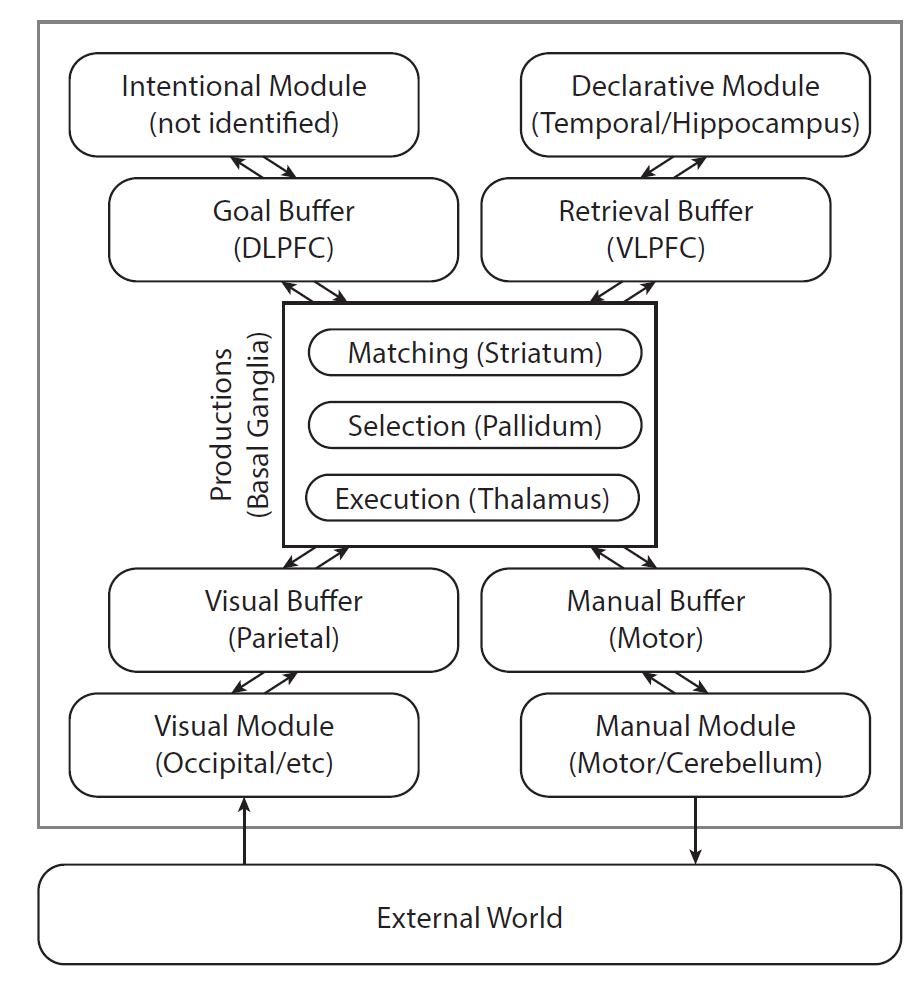 Intentional Module
(not identified)
Declarative Module
(Temporal/Hippocampus)
Goal Buffer
(DLPFC)
Retrieval Buffer
(VLPFC)
Productions
(Basal Ganglia)
Matching (Striatum)
Selection (Pallidum)
Execution (Thalamus)
Visual Buffer
(Parietal)
Manual Buffer
(Motor)
Visual Module
(Occipital/etc)
Manual Module
(Motor/Cerebellum)
External World